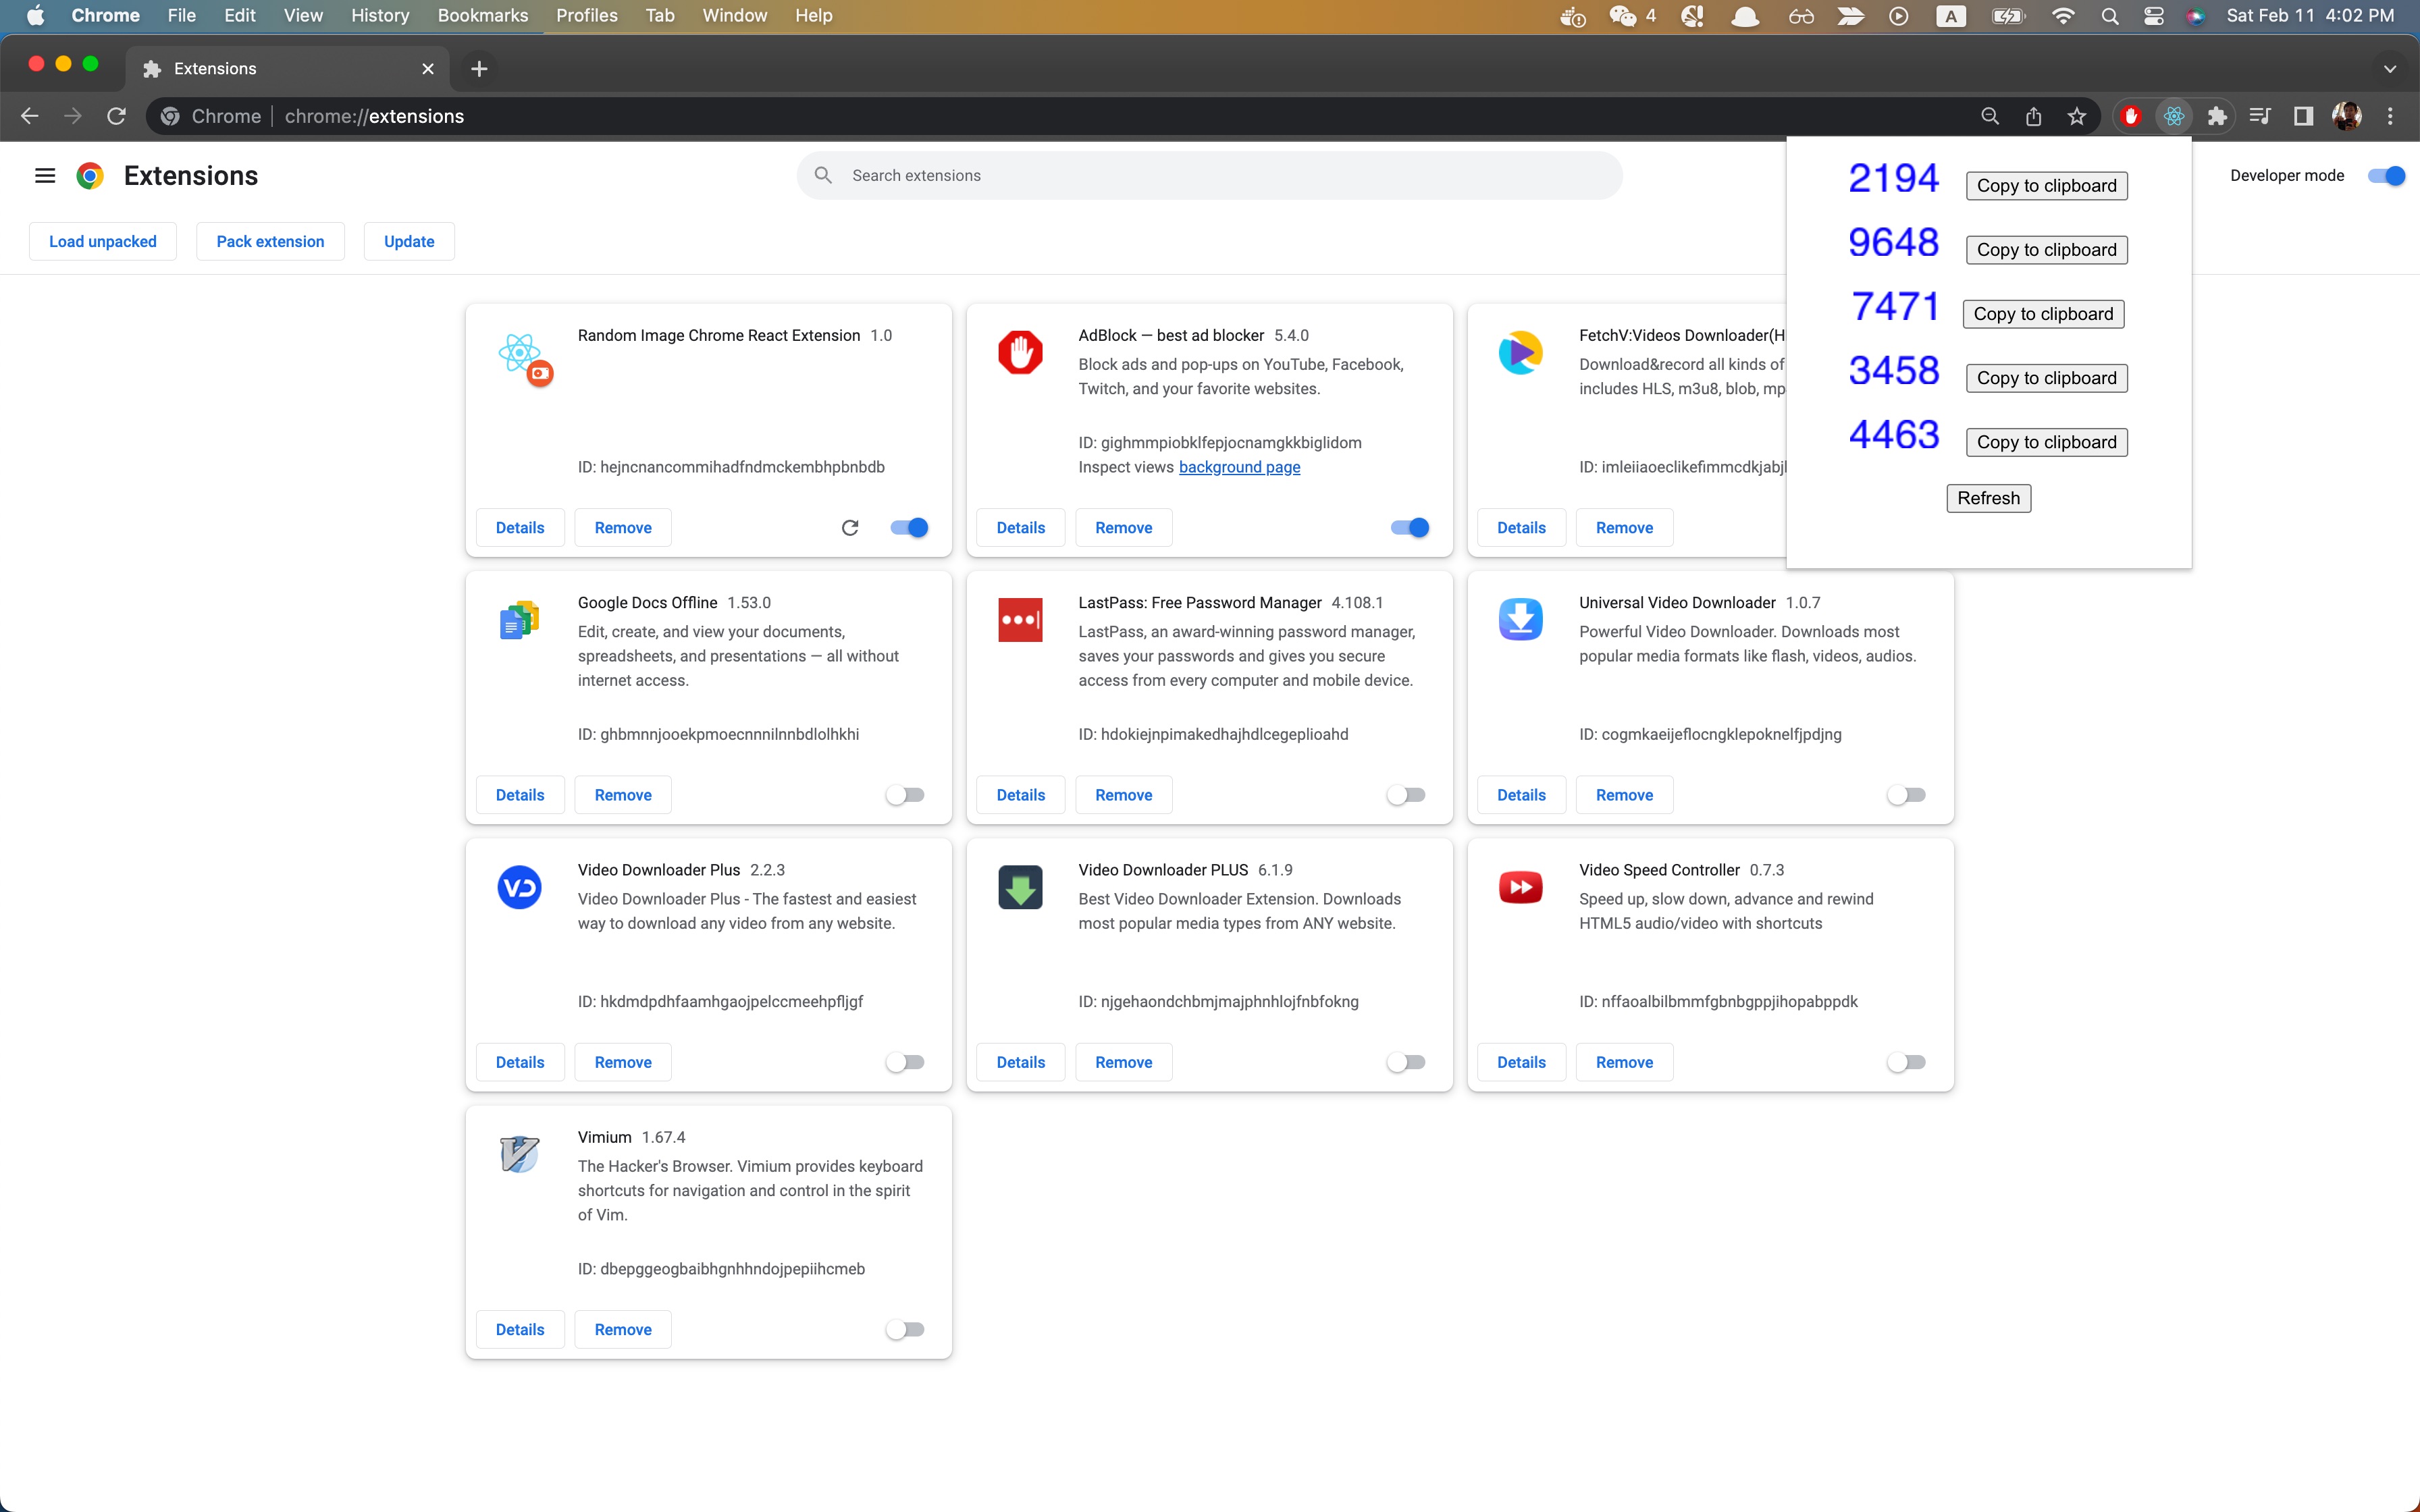 Chrome File Edit View History Bookmarks Profiles Tab Window Help 4 A Sat Feb 11 4:02 PM
Extensions
Chrome chrome://extensions
Extensions
Search extensions
Developer mode
Load unpacked Pack extension Update
2194 Copy to clipboard
9648 Copy to clipboard
7471 Copy to clipboard
3458 Copy to clipboard
4463 Copy to clipboard
Refresh
Random Image Chrome React Extension 1.0
ID: hejncnancommihadfndmckembhpbnbdb
Details Remove
AdBlock — best ad blocker 5.4.0
Block ads and pop-ups on YouTube, Facebook,
Twitch, and your favorite websites.
ID: gighmmpiobklfepjocnamgkkbiglidom
Inspect views background page
Details Remove
FetchV:Videos Downloader(H
Download&record all kinds of
includes HLS, m3u8, blob, mp
ID: imleiiaoeclikefimmcdkjabjl
Details Remove
Google Docs Offline 1.53.0
Edit, create, and view your documents,
spreadsheets, and presentations — all without
internet access.
ID: ghbmnnjooekpmoecnnnilnnbdlolhkhi
Details Remove
LastPass: Free Password Manager 4.108.1
LastPass, an award-winning password manager,
saves your passwords and gives you secure
access from every computer and mobile device.
ID: hdokiejnpimakedhajhdlcegeplioahd
Details Remove
Universal Video Downloader 1.0.7
Powerful Video Downloader. Downloads most
popular media formats like flash, videos, audios.
ID: cogmkaeijeflocngklepoknelfjpdjng
Details Remove
VD
Video Downloader Plus 2.2.3
Video Downloader Plus - The fastest and easiest
way to download any video from any website.
ID: hkdmdpdhfaamhgaojpelccmeehpfljgf
Details Remove
Video Downloader PLUS 6.1.9
Best Video Downloader Extension. Downloads
most popular media types from ANY website.
ID: njgehaondchbmjmajphnhlojfnbfokng
Details Remove
Video Speed Controller 0.7.3
Speed up, slow down, advance and rewind
HTML5 audio/video with shortcuts
ID: nffaoalbilbmmfgbnbgppjihopabppdk
Details Remove
Vimium 1.67.4
The Hacker's Browser. Vimium provides keyboard
shortcuts for navigation and control in the spirit
of Vim.
ID: dbepggeogbaibhgnhhndojpepiihcmeb
Details Remove